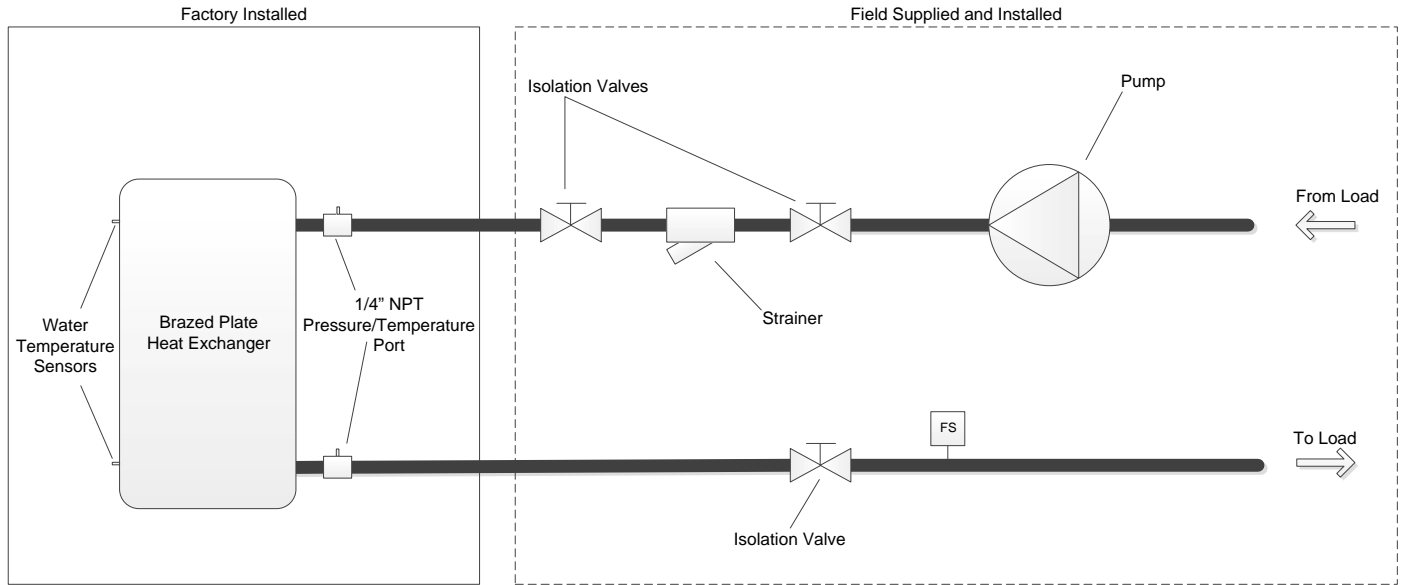 Factory Installed
Field Supplied and Installed
Isolation Valves
Pump
From Load
Strainer
1/4” NPT
Pressure/Temperature
Port
Water
Temperature
Sensors
Brazed Plate
Heat Exchanger
FS
To Load
Isolation Valve